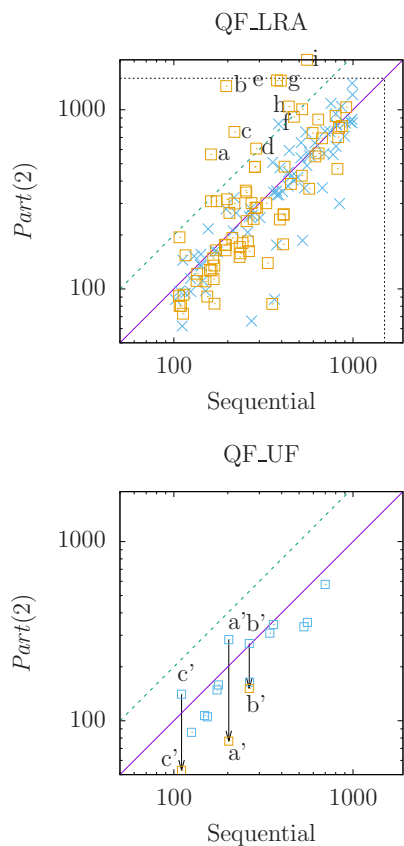 QF_LRA
i
b e g
1000
h
f
c
d
a
Part(2)
100
100 1000
Sequential
QF_UF
1000
a' b'
Part(2)
c'
b'
100
a'
c'
100 1000
Sequential